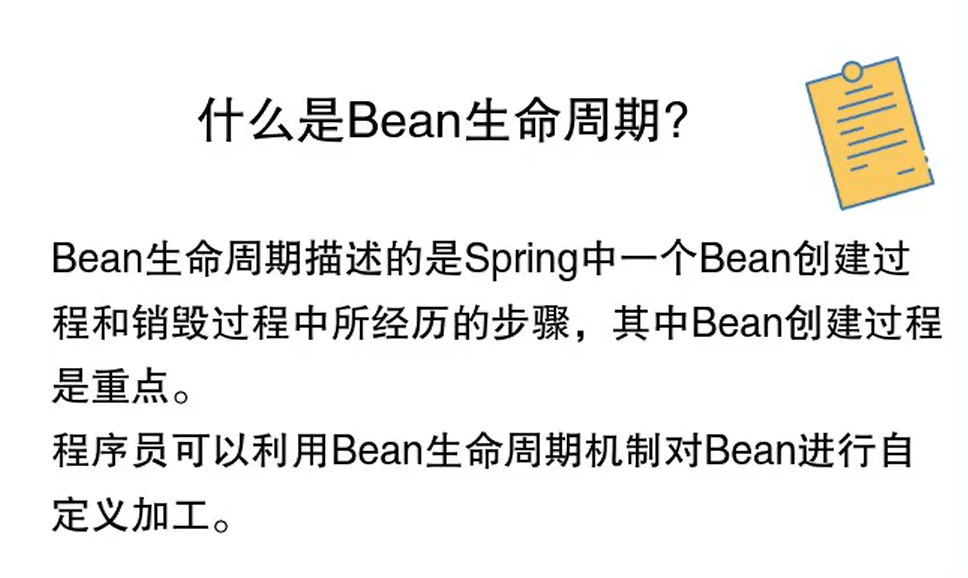 什么是Bean生命周期?
Bean生命周期描述的是Spring中一个Bean创建过
程和销毁过程中所经历的步骤，其中Bean创建过程
是重点。
程序员可以利用Bean生命周期机制对Bean进行自
定义加工。